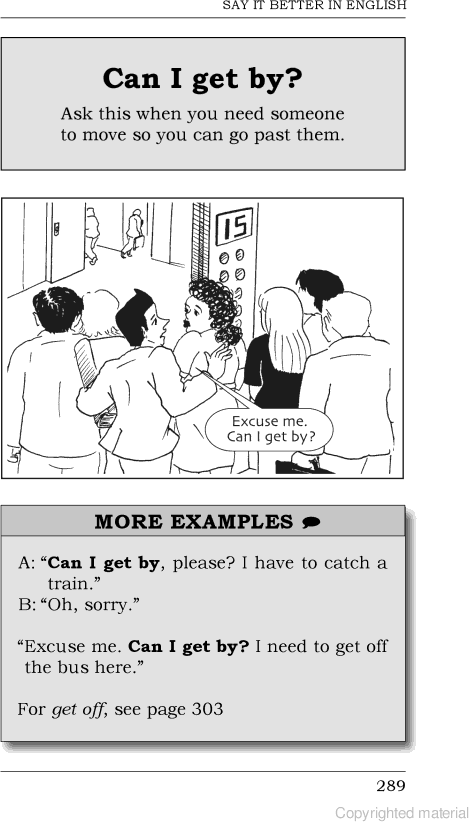 SAY IT BETTER IN ENGLISH
Can I get by?
Ask this when you need someone
to move so you can go past them.
15
Excuse me.
Can I get by?
MORE EXAMPLES
A: “Can I get by, please? I have to catch a
train.”
B: “Oh, sorry.”
“Excuse me. Can I get by? I need to get off
the bus here.”
For get off, see page 303
289
Copyrighted material